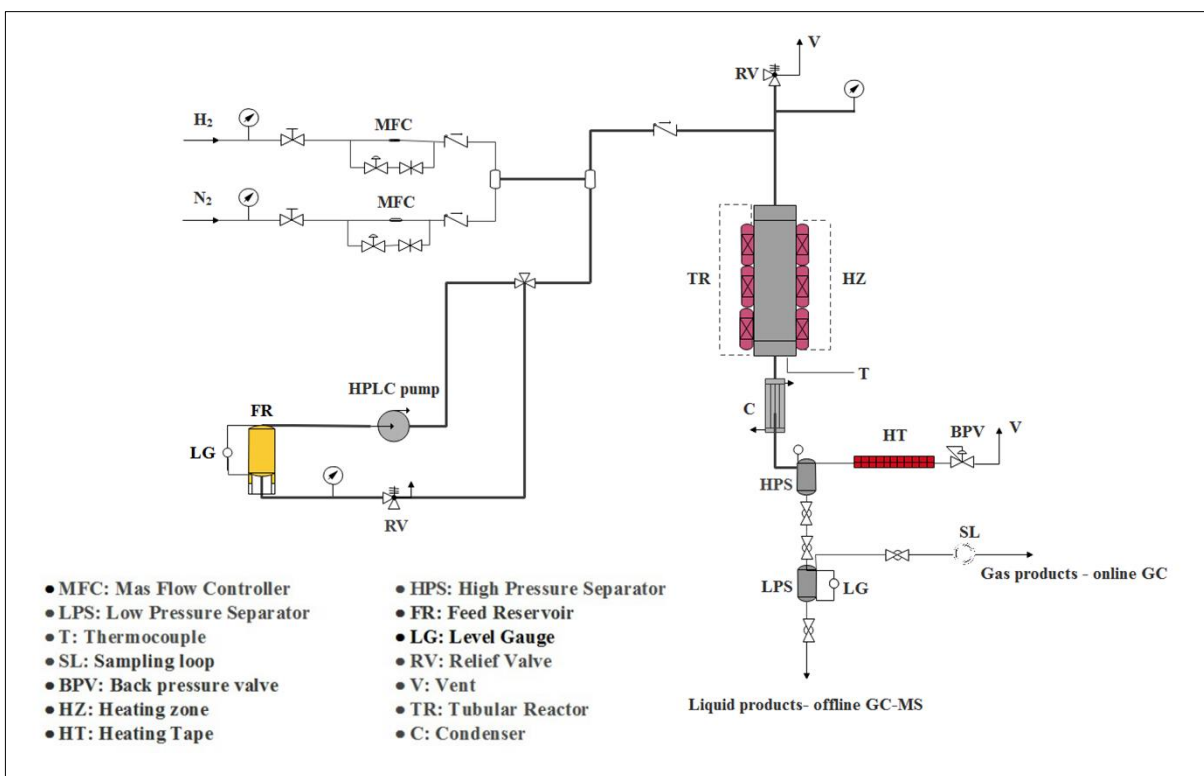 V
RV
H₂
MFC
N₂
MFC
TR
HZ
T
HPLC pump
FR
C
LG
HT
BPV
V
HPS
RV
SL
Gas products - online GC
LPS
LG
Liquid products- offline GC-MS
● MFC: Mas Flow Controller
● LPS: Low Pressure Separator
● T: Thermocouple
● SL: Sampling loop
● BPV: Back pressure valve
● HZ: Heating zone
● HT: Heating Tape
● HPS: High Pressure Separator
● FR: Feed Reservoir
● LG: Level Gauge
● RV: Relief Valve
● V: Vent
● TR: Tubular Reactor
● C: Condenser